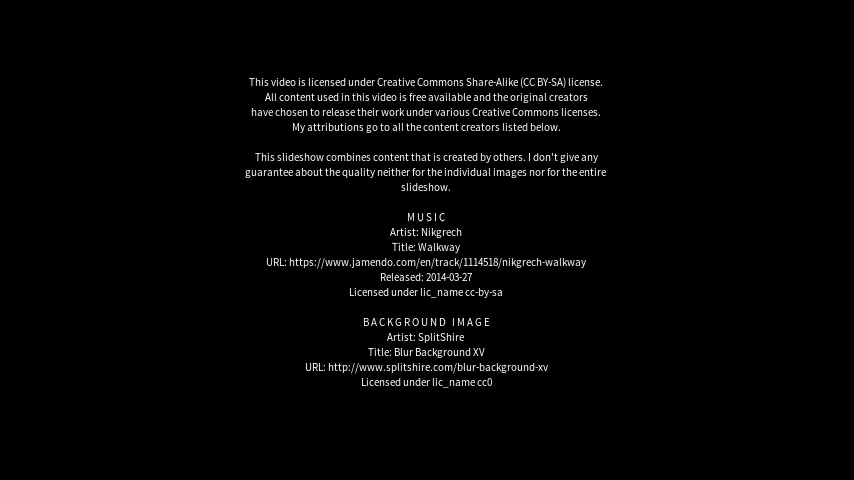 This video is licensed under Creative Commons Share-Alike (CC BY-SA) license.
All content used in this video is free available and the original creators
have chosen to release their work under various Creative Commons licenses.
My attributions go to all the content creators listed below.
This slideshow combines content that is created by others. I don't give any
guarantee about the quality neither for the individual images nor for the entire
slideshow.
MUSIC
Artist: Nikgrech
Title: Walkway
URL: https://www.jamendo.com/en/track/1114518/nikgrech-walkway
Released: 2014-03-27
Licensed under lic_name cc-by-sa
BACKGROUND IMAGE
Artist: SplitShire
Title: Blur Background XV
URL: http://www.splitshire.com/blur-background-xv
Licensed under lic_name cc0